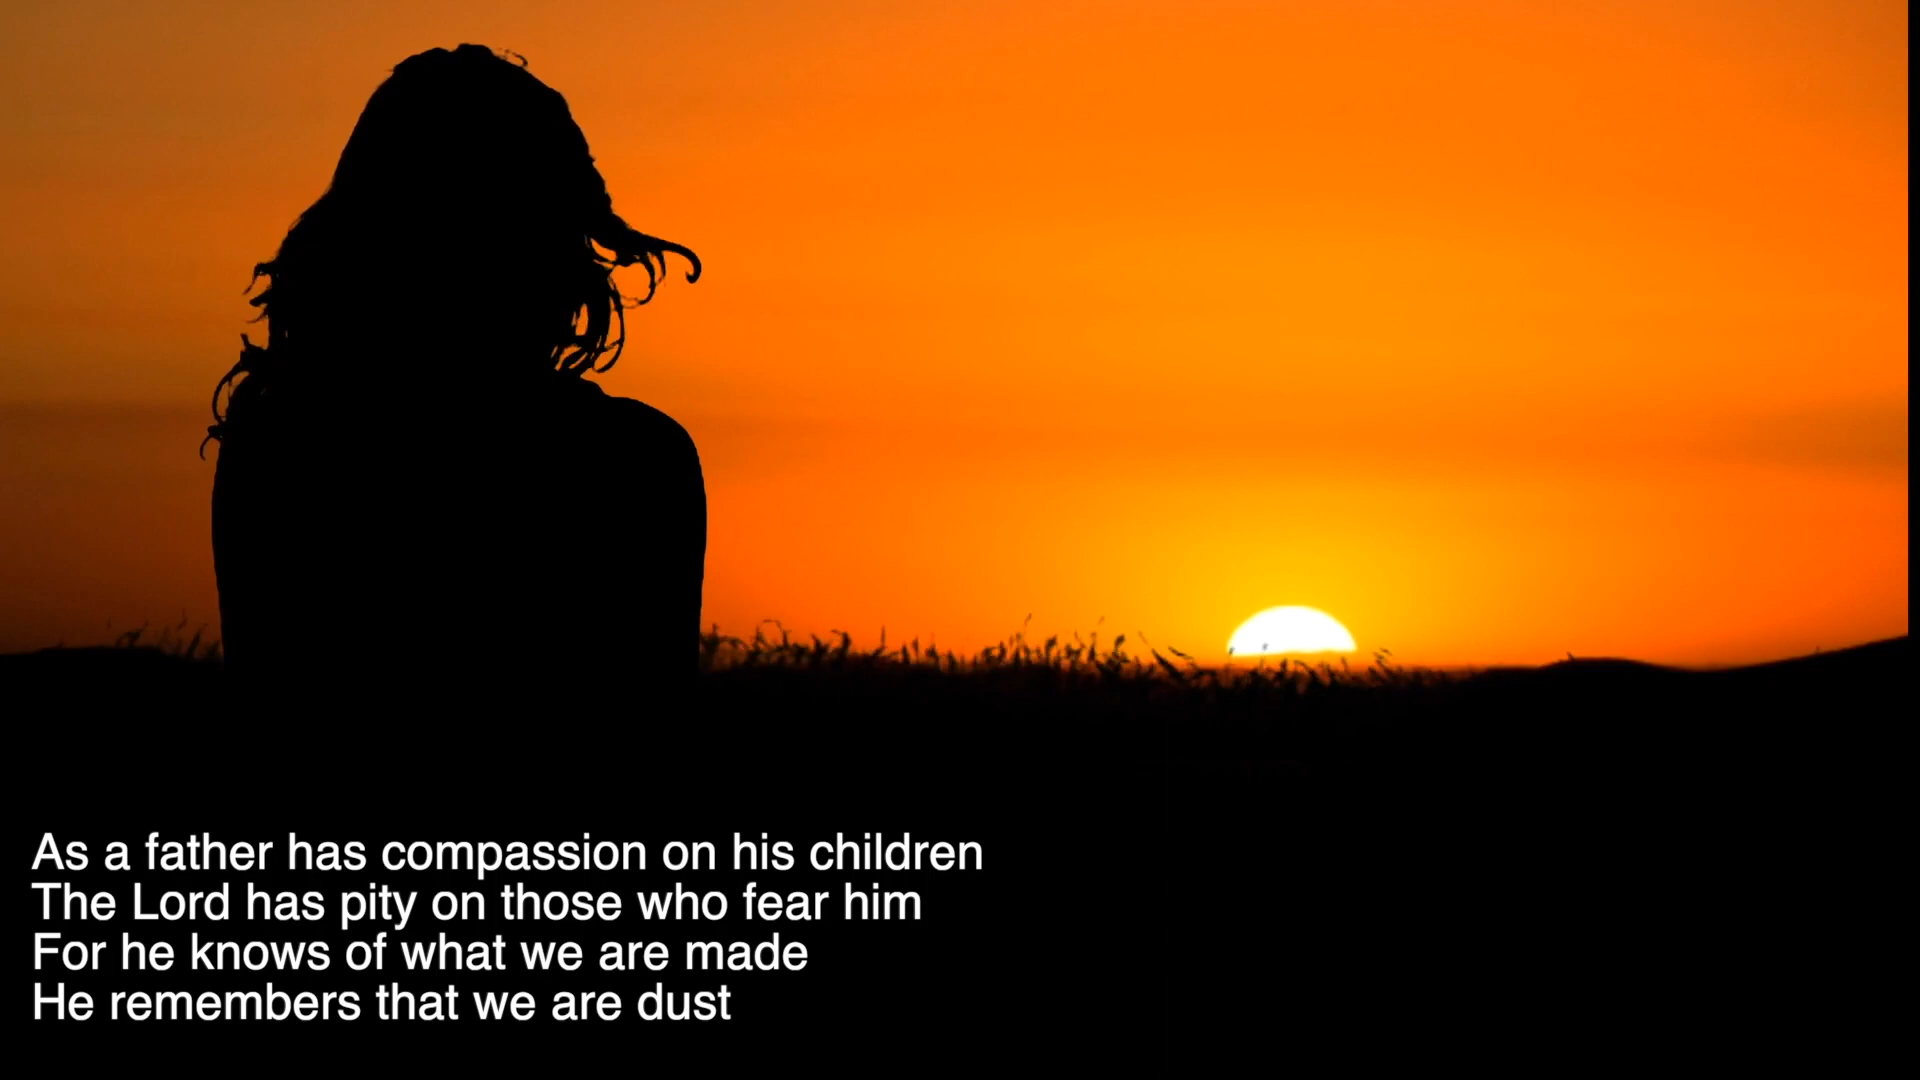 As a father has compassion on his children
The Lord has pity on those who fear him
For he knows of what we are made
He remembers that we are dust